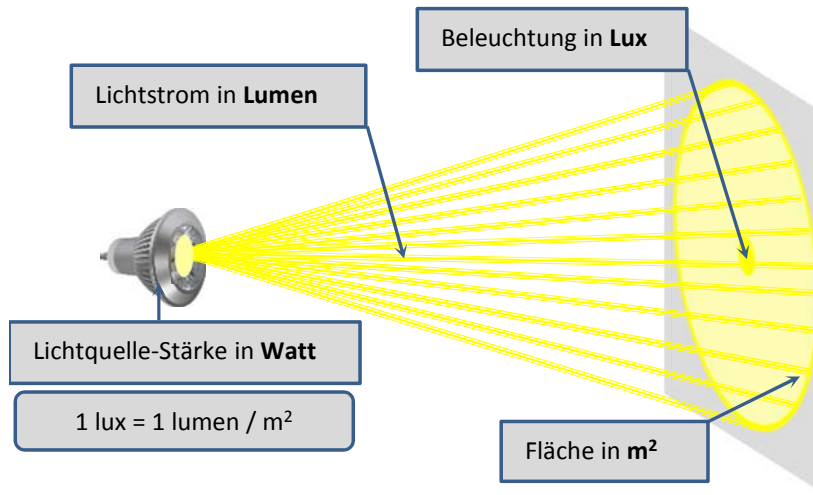 Beleuchtung in Lux
Lichtstrom in Lumen
Lichtquelle-Stärke in Watt
1 lux = 1 lumen / m²
Fläche in m²